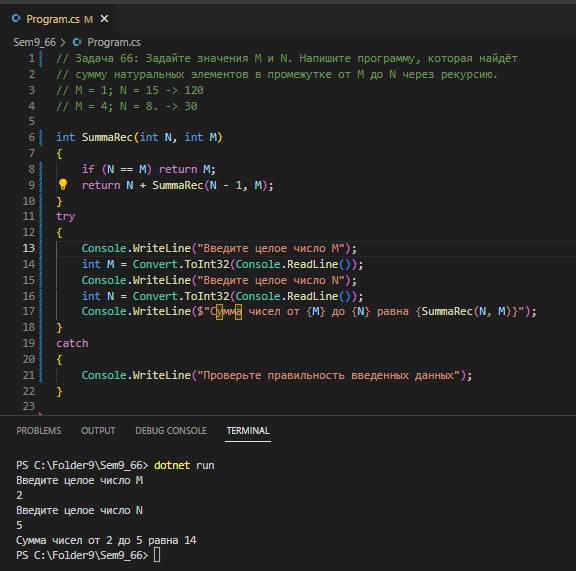 Program.cs M
Sem9_66 > Program.cs
1 // Задача 66: Задайте значения M и N. Напишите программу, которая найдёт
2 // сумму натуральных элементов в промежутке от M до N через рекурсию.
3 // M = 1; N = 15 -> 120
4 // M = 4; N = 8. -> 30
5
6 int SummaRec(int N, int M)
7 {
8 if (N == M) return M;
9 return N + SummaRec(N - 1, M);
10 }
11 try
12 {
13 Console.WriteLine("Введите целое число M");
14 int M = Convert.ToInt32(Console.ReadLine());
15 Console.WriteLine("Введите целое число N");
16 int N = Convert.ToInt32(Console.ReadLine());
17 Console.WriteLine($"Сумма чисел от {M} до {N} равна {SummaRec(N, M)}");
18 }
19 catch
20 {
21 Console.WriteLine("Проверьте правильность введенных данных");
22 }
23
PROBLEMS OUTPUT DEBUG CONSOLE TERMINAL
PS C:\Folder9\Sem9_66> dotnet run
Введите целое число M
2
Введите целое число N
5
Сумма чисел от 2 до 5 равна 14
PS C:\Folder9\Sem9_66>